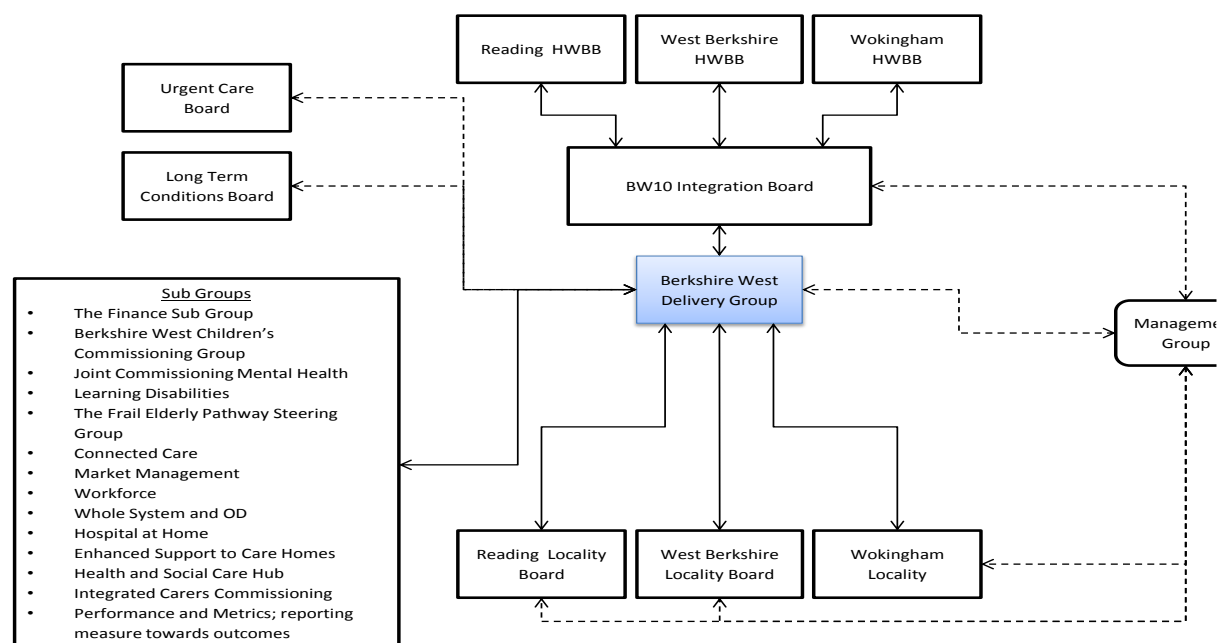 Reading HWBB
West Berkshire
HWBB
Wokingham
HWBB
Urgent Care
Board
Long Term
Conditions Board
BW10 Integration Board
Berkshire West
Delivery Group
Sub Groups
• The Finance Sub Group
• Berkshire West Children’s
Commissioning Group
• Joint Commissioning Mental Health
• Learning Disabilities
• The Frail Elderly Pathway Steering
Group
• Connected Care
• Market Management
• Workforce
• Whole System and OD
• Hospital at Home
• Enhanced Support to Care Homes
• Health and Social Care Hub
• Integrated Carers Commissioning
• Performance and Metrics; reporting
measure towards outcomes
Manageme
Group
Reading Locality
Board
West Berkshire
Locality Board
Wokingham
Locality